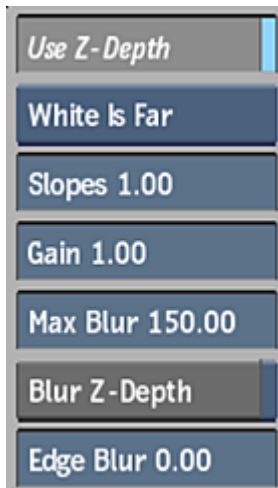 Use Z-Depth
White Is Far
Slopes 1.00
Gain 1.00
Max Blur 150.00
Blur Z-Depth
Edge Blur 0.00